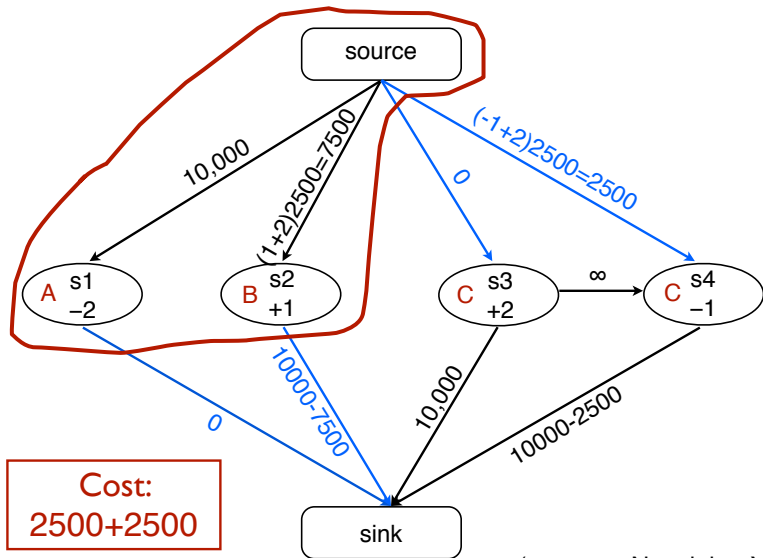 source
10,000
(1+2)2500=7500
0
(-1+2)2500=2500
A
s1
−2
B
s2
+1
C
s3
+2
∞
C
s4
−1
0
10000-7500
10,000
10000-2500
Cost:
2500+2500
sink